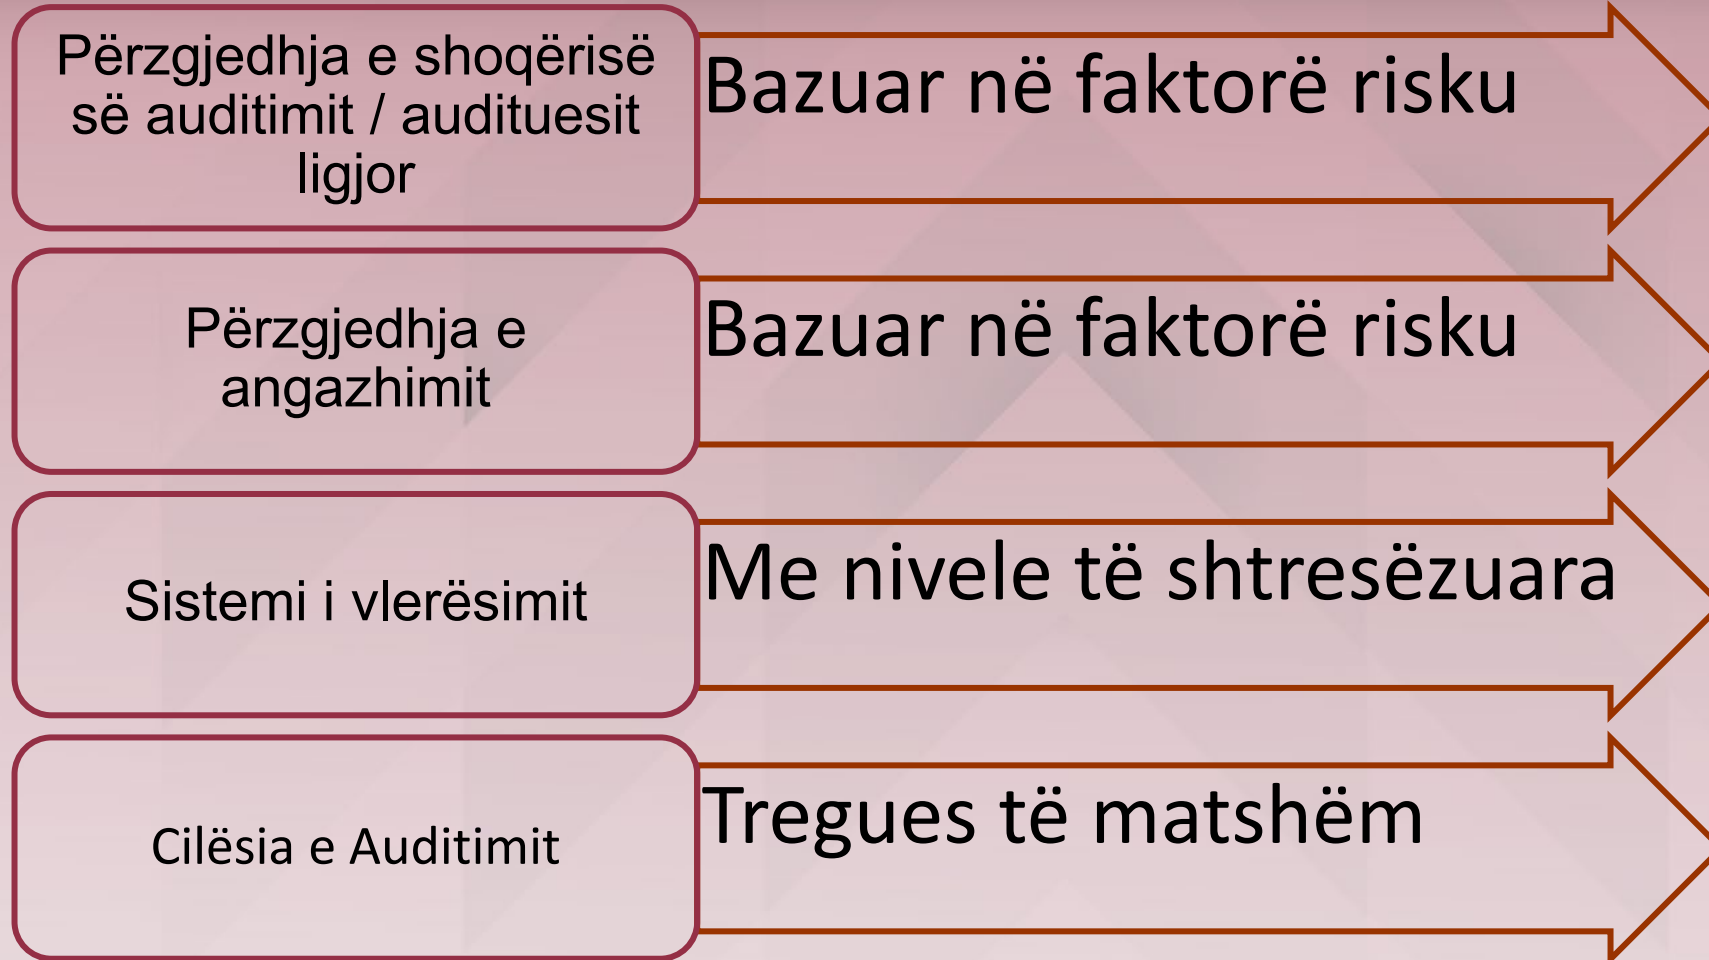 Përzgjedhja e shoqërisë
së auditimit / audituesit
ligjor
Bazuar në faktorë risku
Përzgjedhja e
angazhimit
Bazuar në faktorë risku
Sistemi i vlerësimit
Me nivele të shtresëzuara
Cilësia e Auditimit
Tregues të matshëm